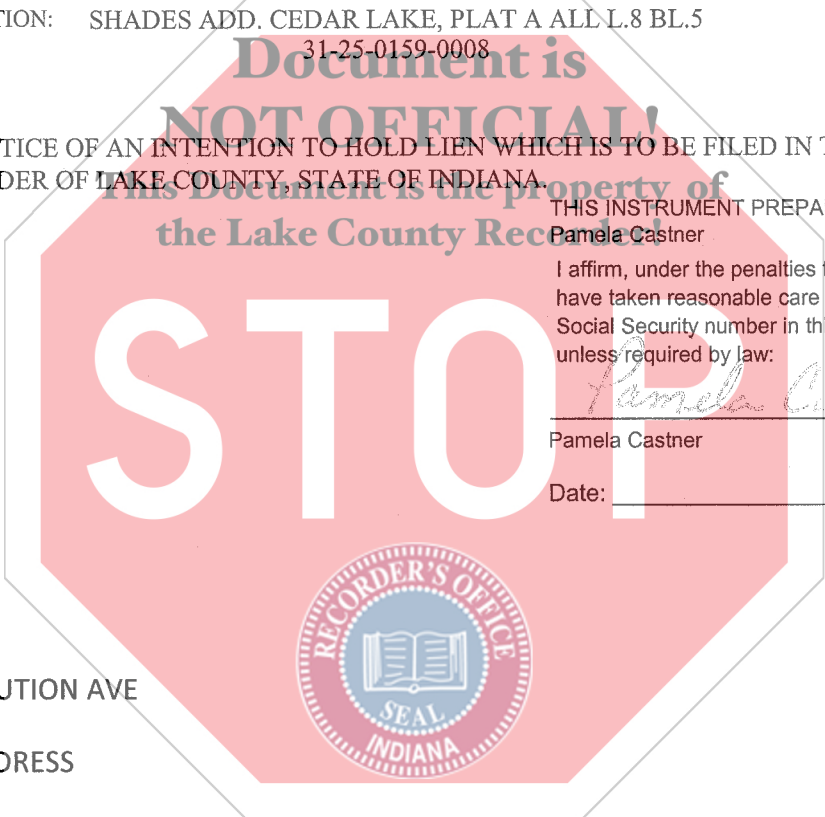 TION: SHADES ADD. CEDAR LAKE, PLAT A ALL L.8 BL.5
31-25-0159-0008
Document is
NOT OFFICIAL!
TICE OF AN INTENTION TO HOLD LIEN WHICH IS TO BE FILED IN T
DER OF LAKE COUNTY, STATE OF INDIANA.
This Document is the property of
the Lake County Recorder!
THIS INSTRUMENT PREPA
Pamela Castner
I affirm, under the penalties f
have taken reasonable care
Social Security number in thi
unless required by law:
Pamela C
Pamela Castner
Date:
STOP
RECORDER'S OFFICE
SEAL
INDIANA
UTION AVE
DRESS